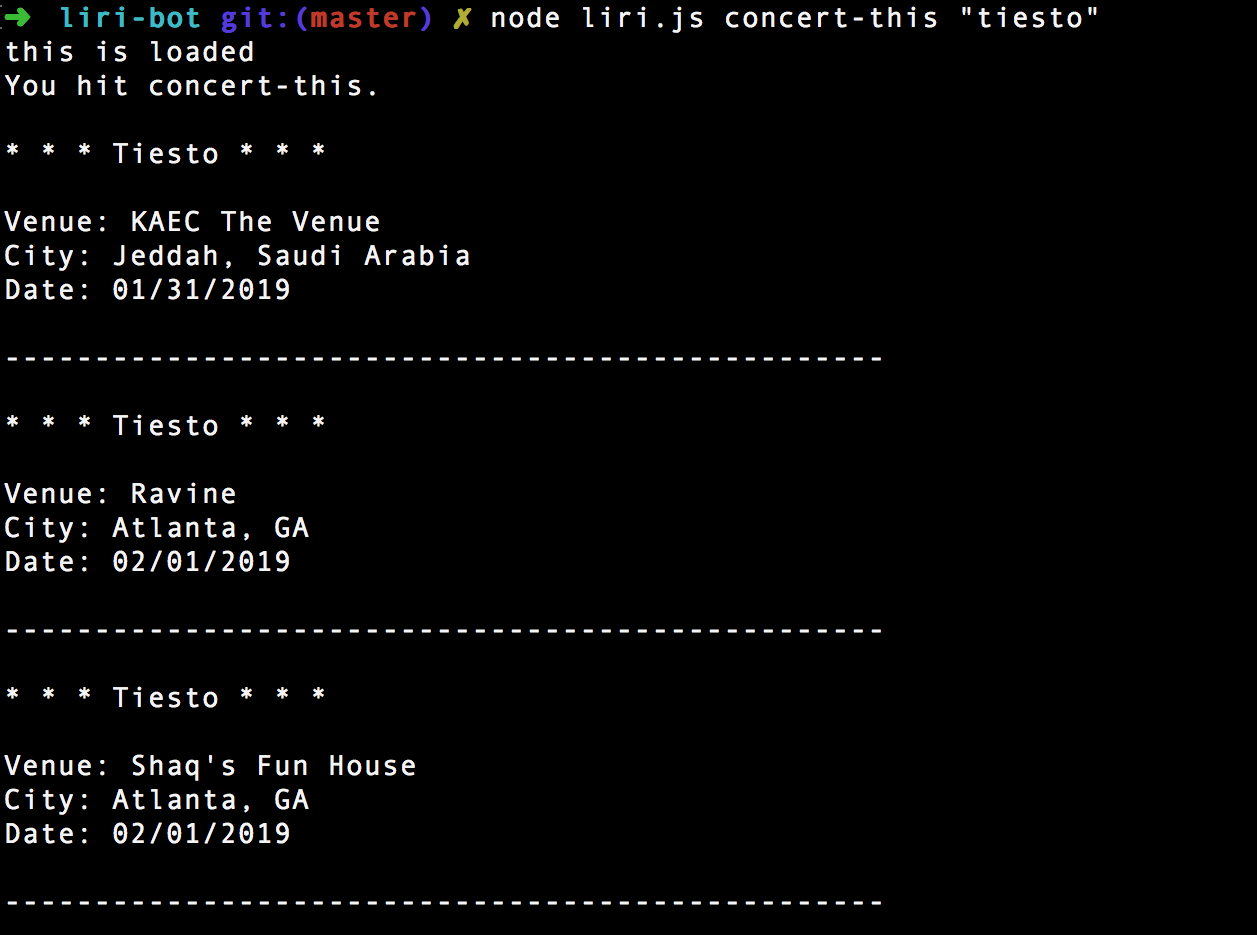 ➜ liri-bot git:(master) ✗ node liri.js concert-this "tiesto"
this is loaded
You hit concert-this.
* * * Tiesto * * *
Venue: KAEC The Venue
City: Jeddah, Saudi Arabia
Date: 01/31/2019
-------------------------------------------------
* * * Tiesto * * *
Venue: Ravine
City: Atlanta, GA
Date: 02/01/2019
-------------------------------------------------
* * * Tiesto * * *
Venue: Shaq's Fun House
City: Atlanta, GA
Date: 02/01/2019
-------------------------------------------------